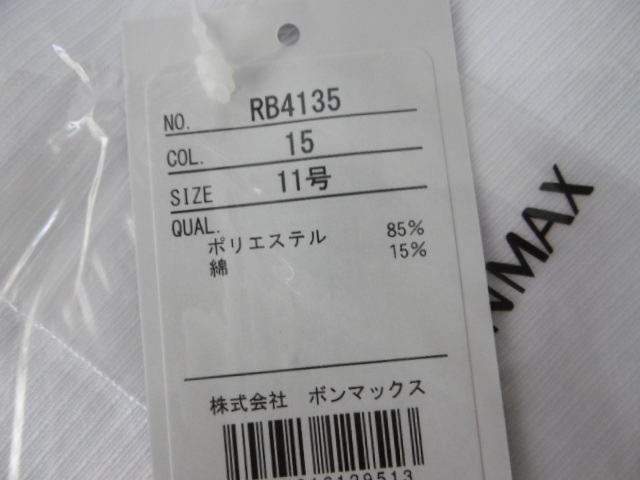 NO. RB4135
COL. 15
SIZE 11号
QUAL.
ポリエステル 85%
綿 15%
株式会社 ボンマックス
NMAX